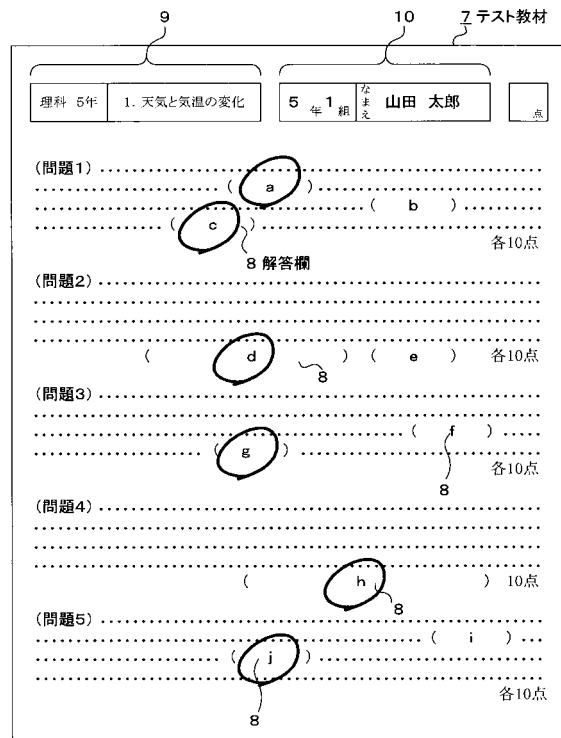 9 10 7 テスト教材
理科 5年 1. 天気と気温の変化 5 年 1 組 なまえ 山田 太郎 点
(問題1)
( a )
( b )
( c )
8 解答欄 各10点
(問題2)
( d ) ( e ) 各10点
8
(問題3)
( f )
( g )
各10点
8
(問題4)
( h ) 10点
8
(問題5)
( i )
( j )
各10点
8